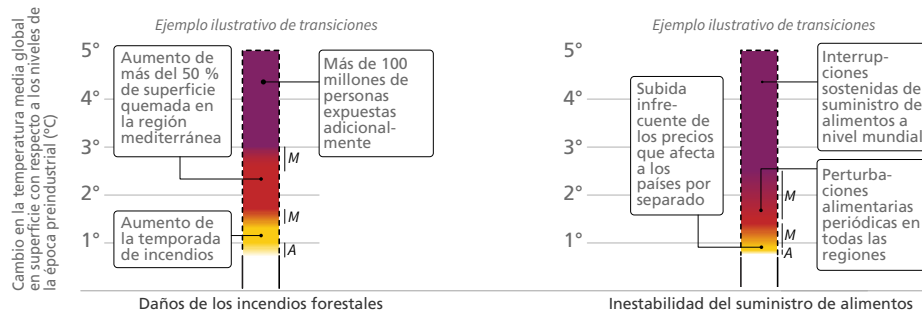 Cambio en la temperatura media global
en superficie con respecto a los niveles de
la época preindustrial (°C)
Ejemplo ilustrativo de transiciones
5°
4°
3°
2°
1°
Aumento de
más del 50 %
de superficie
quemada en
la región
mediterránea
Más de 100
millones de
personas
expuestas
adicional-
mente
Aumento de
la temporada
de incendios
M
M
A
Daños de los incendios forestales
Ejemplo ilustrativo de transiciones
5°
4°
3°
2°
1°
Subida
infre-
cuente de
los precios
que afecta
a los
países por
separado
Interrup-
ciones
sostenidas de
suministro de
alimentos a
nivel mundial
Perturba-
ciones
alimentarias
periódicas en
todas las
regiones
M
M
A
Inestabilidad del suministro de alimentos